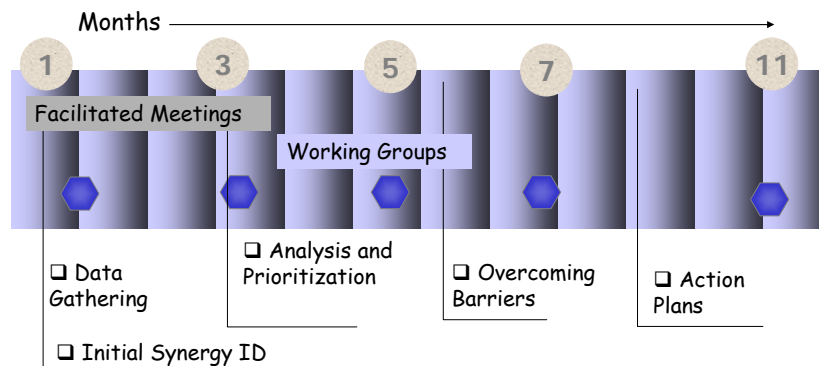 Months
1 3 5 7 11
Facilitated Meetings
Working Groups
❑ Data
Gathering
❑ Initial Synergy ID
❑ Analysis and
Prioritization
❑ Overcoming
Barriers
❑ Action
Plans